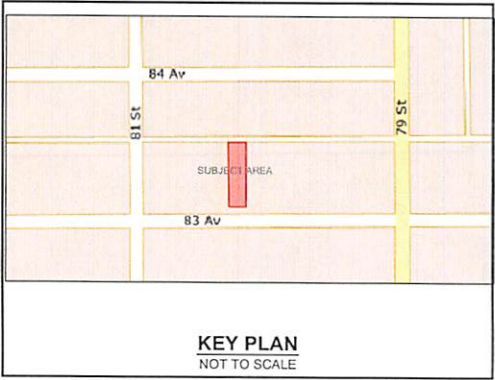 84 Av
81 St
79 St
SUBJECT AREA
83 Av
KEY PLAN
NOT TO SCALE